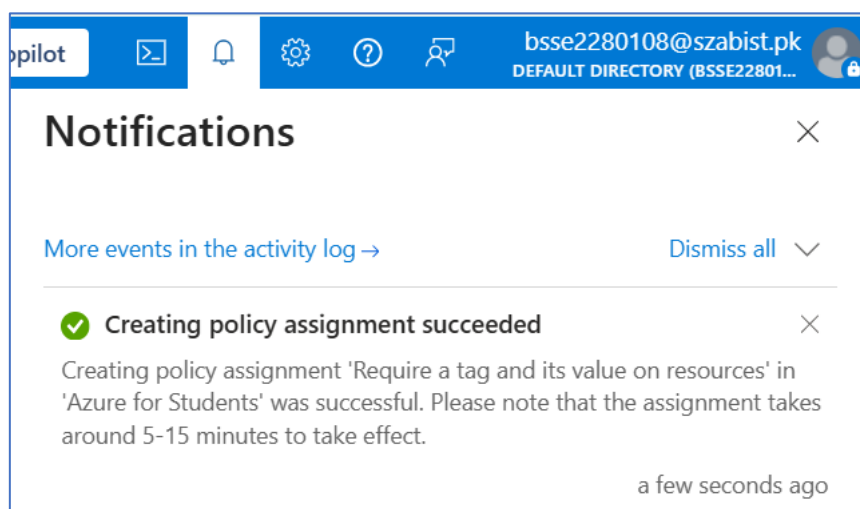 opilot
bsse2280108@szabist.pk
DEFAULT DIRECTORY (BSSE22801...
Notifications
More events in the activity log →
Dismiss all
Creating policy assignment succeeded
Creating policy assignment 'Require a tag and its value on resources' in
'Azure for Students' was successful. Please note that the assignment takes
around 5-15 minutes to take effect.
a few seconds ago